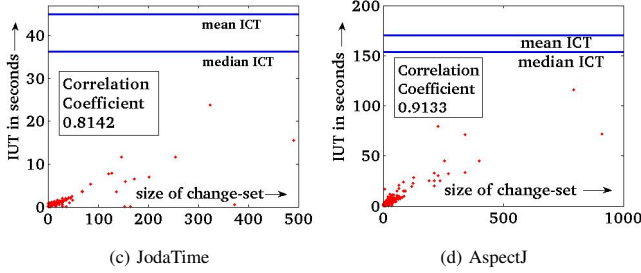 IUT in seconds
40
30
20
10
0
mean ICT
median ICT
Correlation
Coefficient
0.8142
size of change-set
0 100 200 300 400 500
(c) JodaTime
IUT in seconds
200
150
100
50
0
mean ICT
median ICT
Correlation
Coefficient
0.9133
size of change-set
0 500 1000
(d) AspectJ